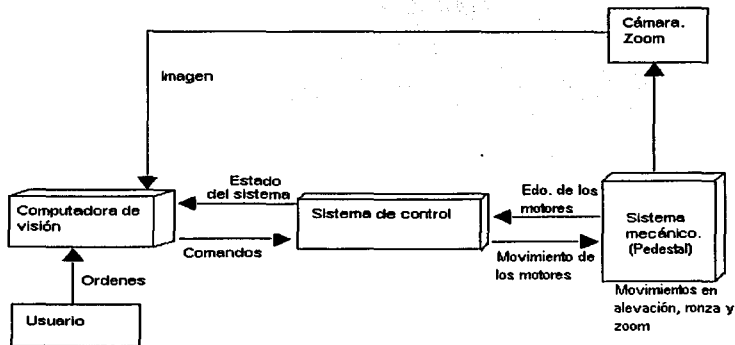 Cámara.
Zoom
Imagen
Estado
del sistema
Edo. de los
motores
Computadora de
visión
Sistema de control
Sistema
mecánico.
(Pedestal)
Comandos
Movimiento de
los motores
Ordenes
Movimientos en
alevación, ronza y
zoom
Usuario